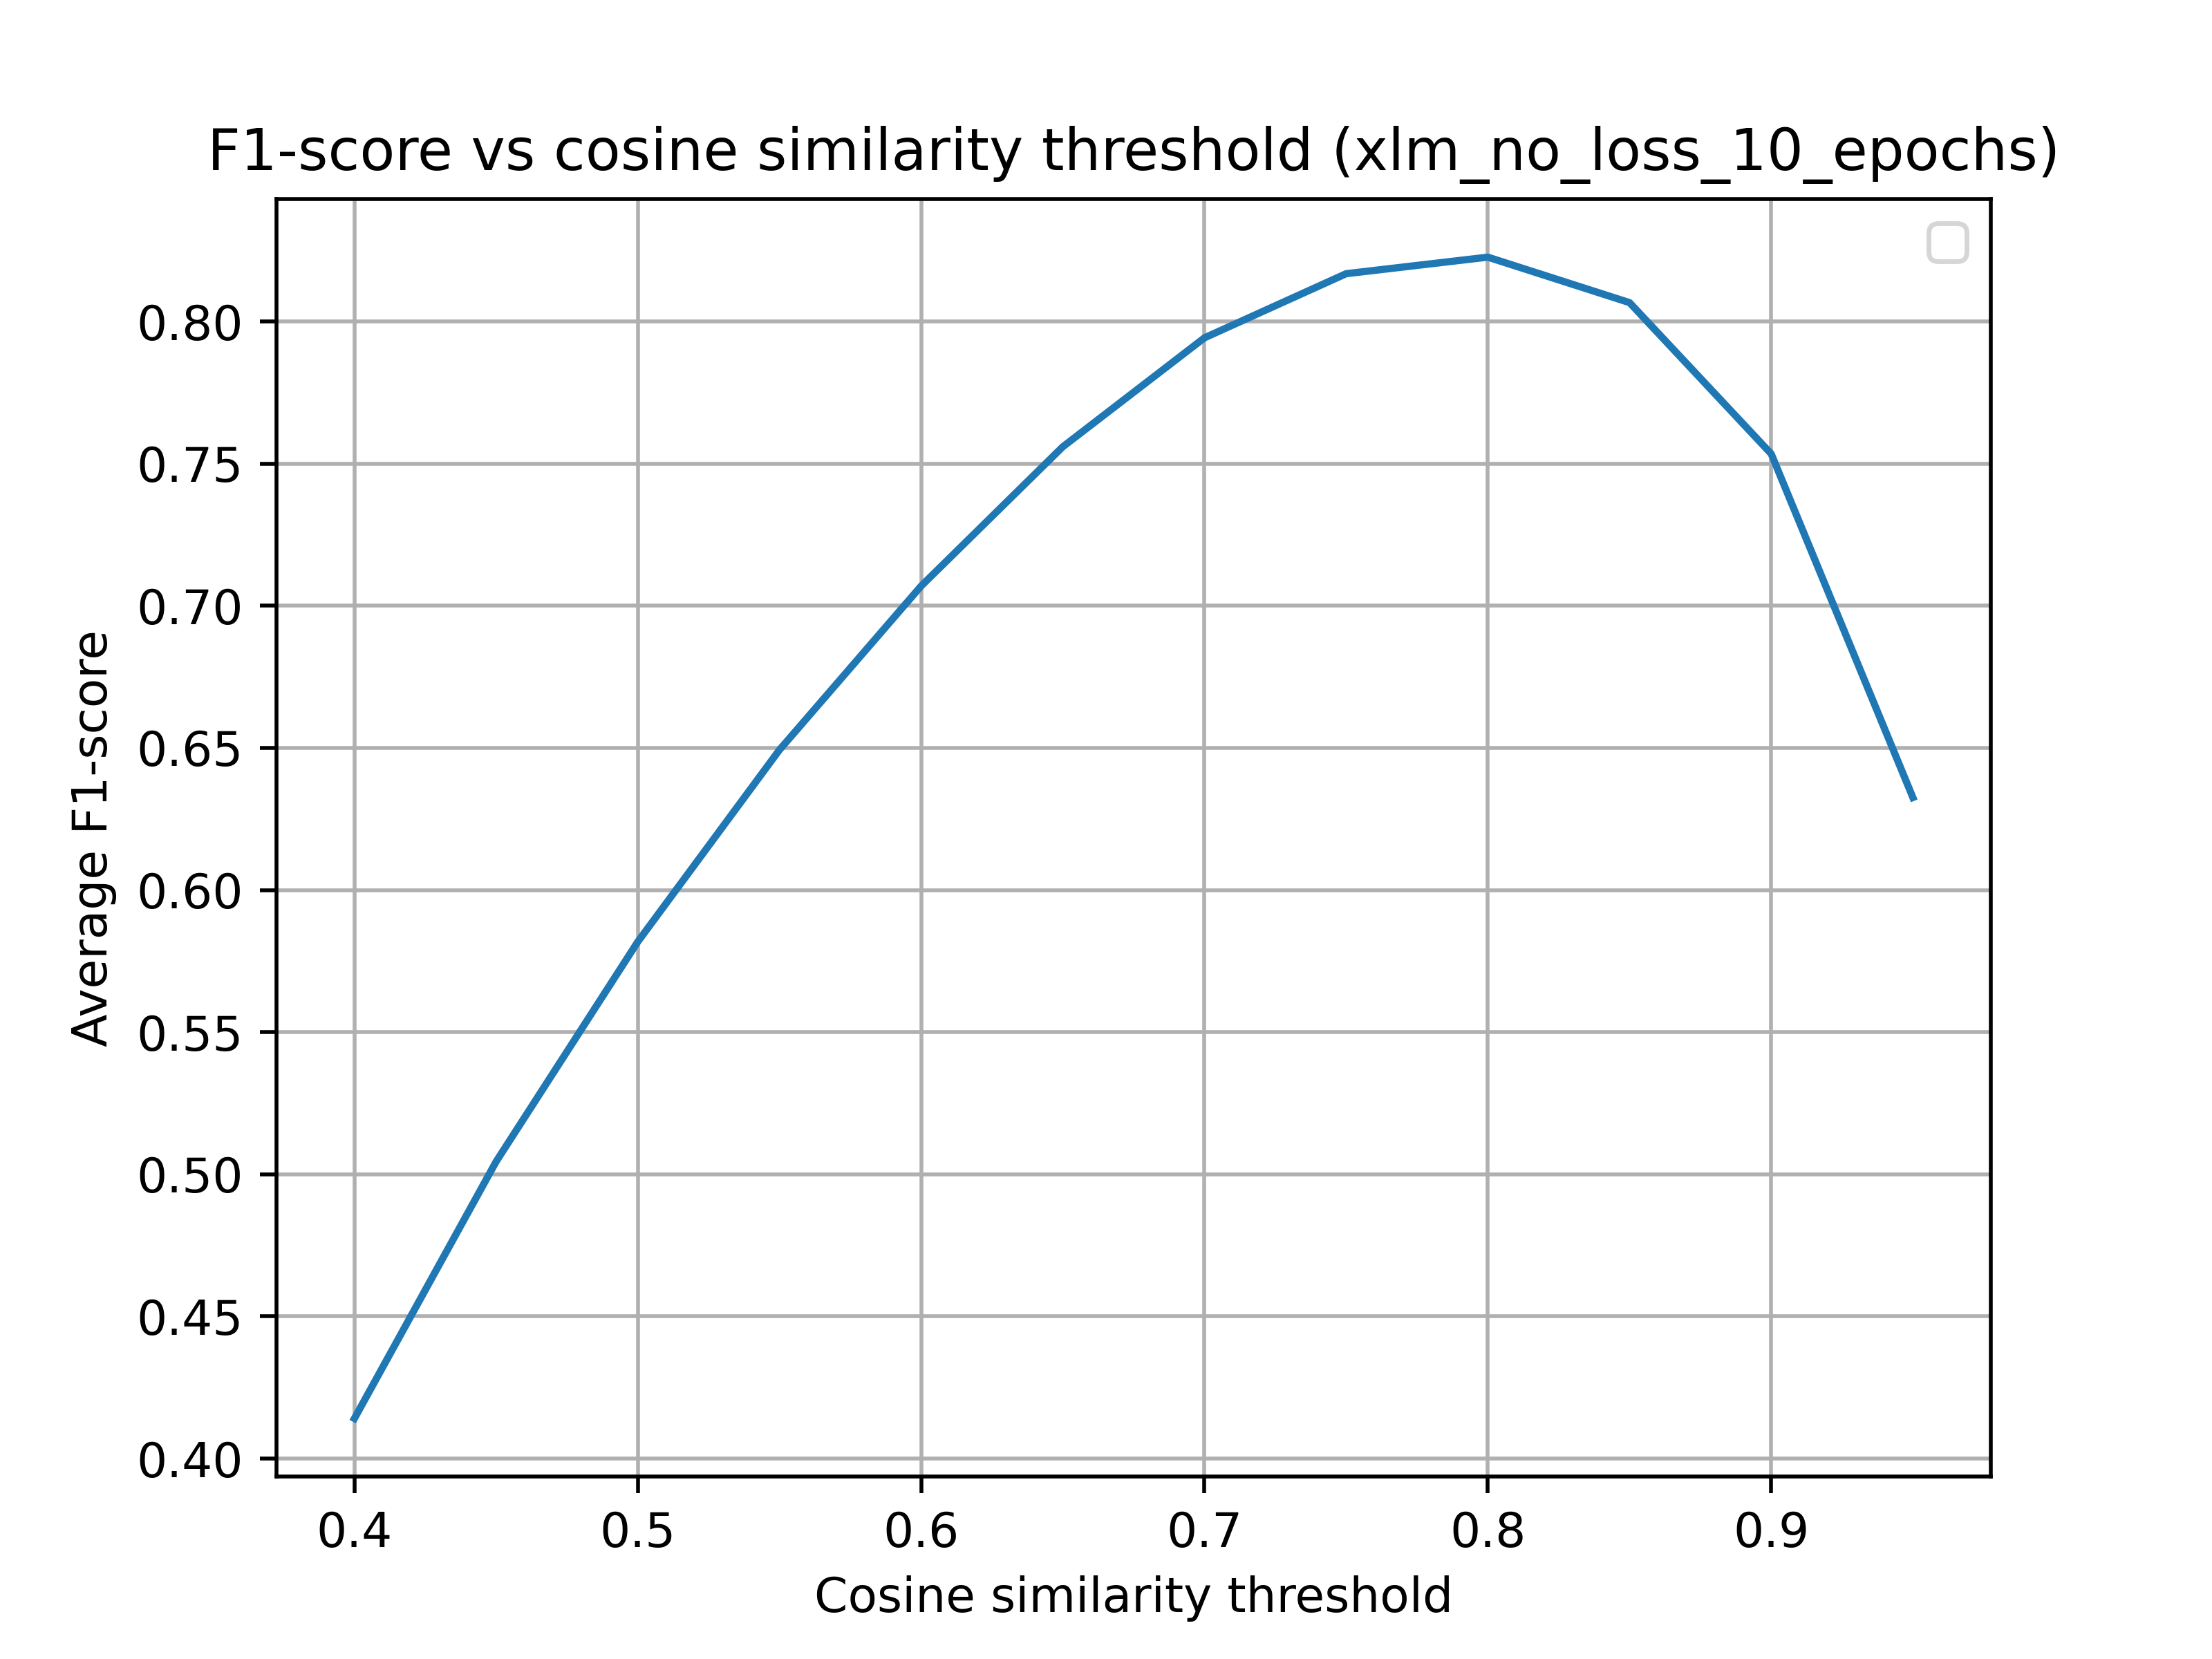 F1-score vs cosine similarity threshold (xlm_no_loss_10_epochs)
Average F1-score
0.80
0.75
0.70
0.65
0.60
0.55
0.50
0.45
0.40
0.4 0.5 0.6 0.7 0.8 0.9
Cosine similarity threshold